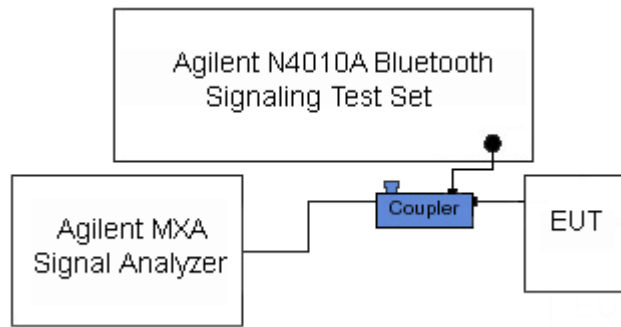 Agilent N4010A Bluetooth
Signaling Test Set
Coupler
Agilent MXA
Signal Analyzer
EUT